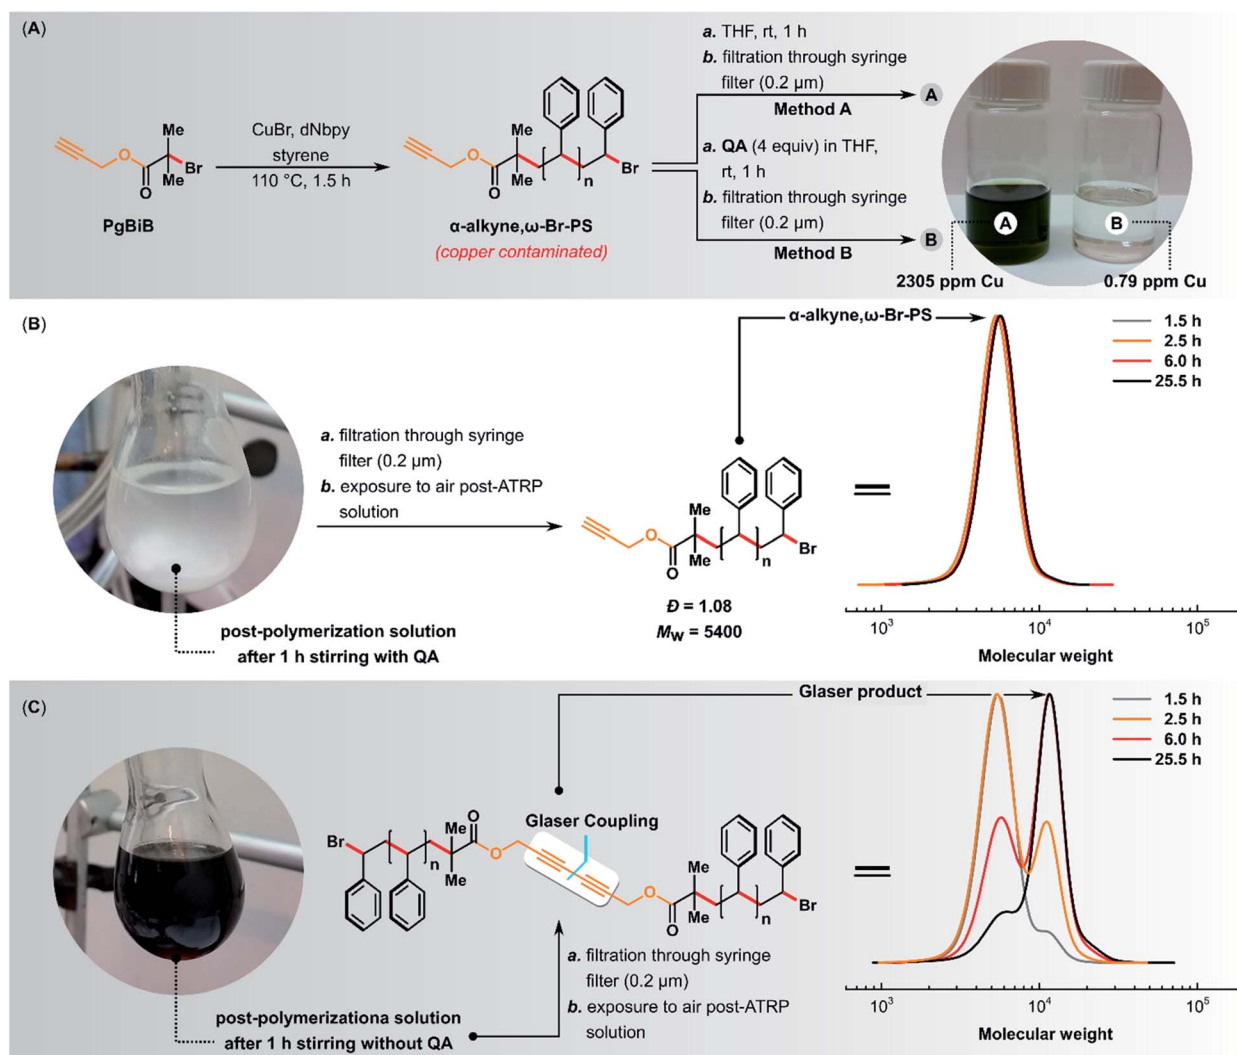 (A)
O
O
Me
Me
Br
PgBiB
CuBr, dNbpy
styrene
110 °C, 1.5 h
O
O
Me
Me
n
Br
α-alkyne,ω-Br-PS
(copper contaminated)
a. THF, rt, 1 h
b. filtration through syringe
filter (0.2 µm)
Method A
A
a. QA (4 equiv) in THF,
rt, 1 h
b. filtration through syringe
filter (0.2 µm)
Method B
B
A
B
2305 ppm Cu
0.79 ppm Cu
(B)
post-polymerization solution
after 1 h stirring with QA
a. filtration through syringe
filter (0.2 µm)
b. exposure to air post-ATRP
solution
α-alkyne,ω-Br-PS
O
O
Me
Me
n
Br
Đ = 1.08
MW = 5400
=
1.5 h
2.5 h
6.0 h
25.5 h
10³
10⁴
10⁵
Molecular weight
(C)
post-polymerizationa solution
after 1 h stirring without QA
Br
n
Me
Me
O
O
Glaser Coupling
O
O
Me
Me
n
Br
a. filtration through syringe
filter (0.2 µm)
b. exposure to air post-ATRP
solution
Glaser product
=
1.5 h
2.5 h
6.0 h
25.5 h
10³
10⁴
10⁵
Molecular weight